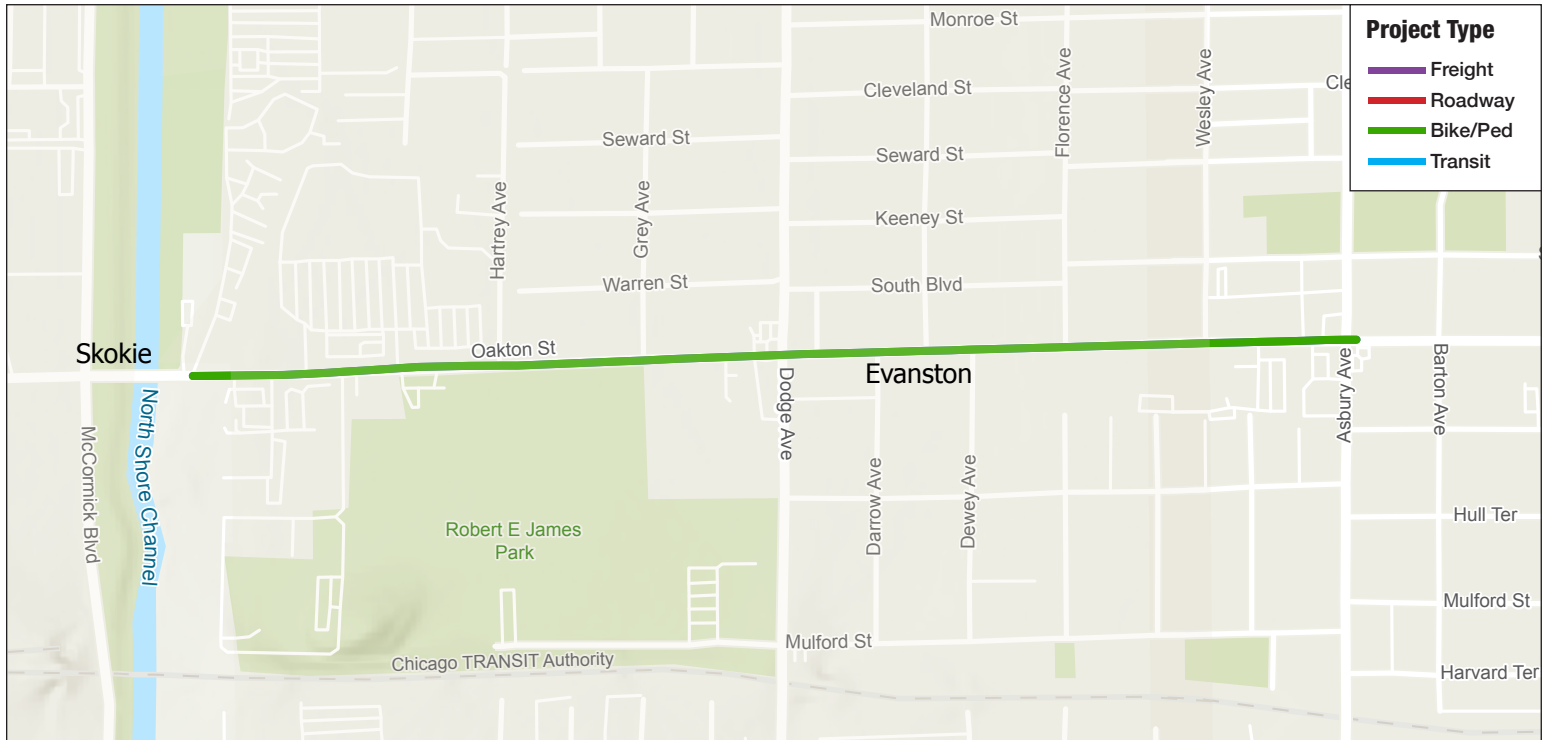 Monroe St
Project Type
Freight
Roadway
Bike/Ped
Transit
Cleveland St
Florence Ave
Wesley Ave
Seward St
Seward St
Hartrey Ave
Grey Ave
Keeney St
Warren St
South Blvd
Skokie
Oakton St
Evanston
McCormick Blvd
North Shore Channel
Dodge Ave
Asbury Ave
Barton Ave
Darrow Ave
Dewey Ave
Robert E James
Park
Hull Ter
Mulford St
Mulford St
Chicago TRANSIT Authority
Harvard Ter